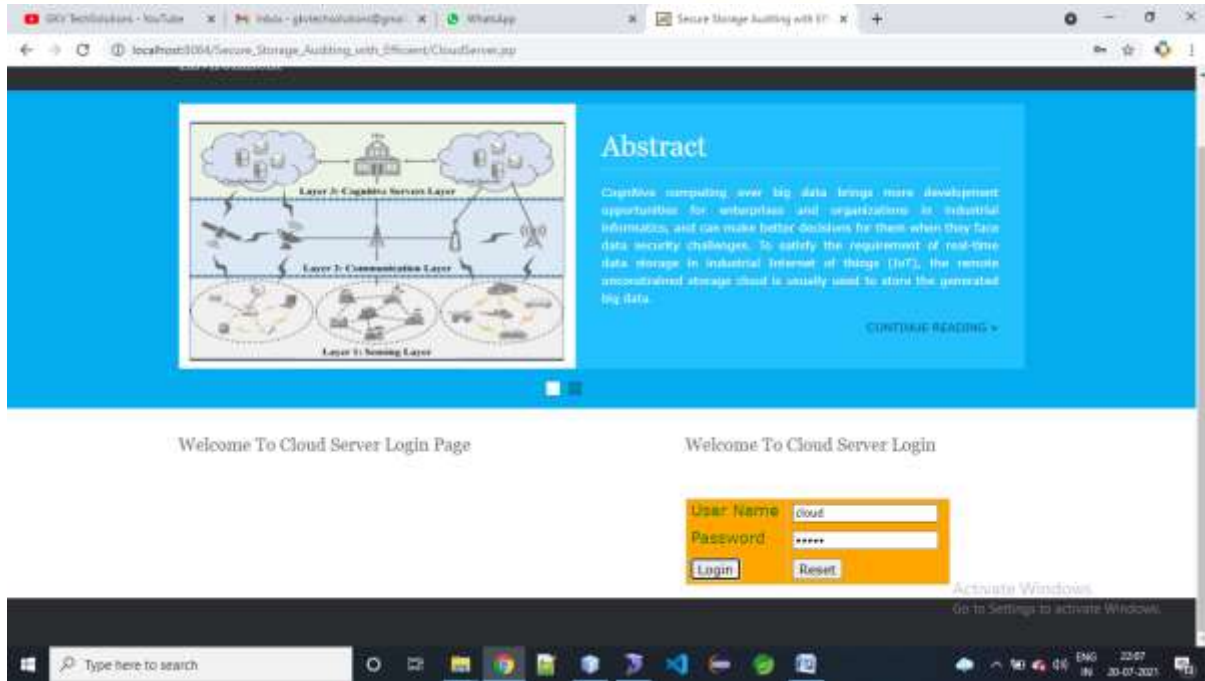 GKV TechSolutions - YouTube
WhatsApp
Secure Storage Auditing with Eff
localhost:8084/Secure_Storage_Auditing_with_Efficient/CloudServer.jsp
Layer 3: Cognitive Servers Layer
Layer 2: Communication Layer
Layer 1: Sensing Layer
Abstract
Cognitive computing over big data brings more development
opportunities for enterprises and organizations in industrial
informatics, and can make better decisions for them when they face
data security challenges. To satisfy the requirement of real-time
data storage in industrial Internet of things (IoT), the remote
unconstrained storage cloud is usually used to store the generated
big data.
CONTINUE READING »
Welcome To Cloud Server Login Page
Welcome To Cloud Server Login
User Name cloud
Password •••••
Login Reset
Activate Windows
Go to Settings to activate Windows.
Type here to search
ENG 22:07
IN 20-07-2021